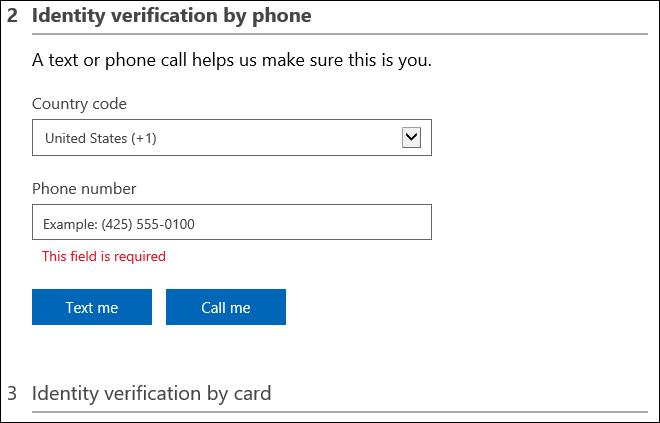 2 Identity verification by phone
A text or phone call helps us make sure this is you.
Country code
United States (+1)
Phone number
Example: (425) 555-0100
This field is required
Text me Call me
3 Identity verification by card